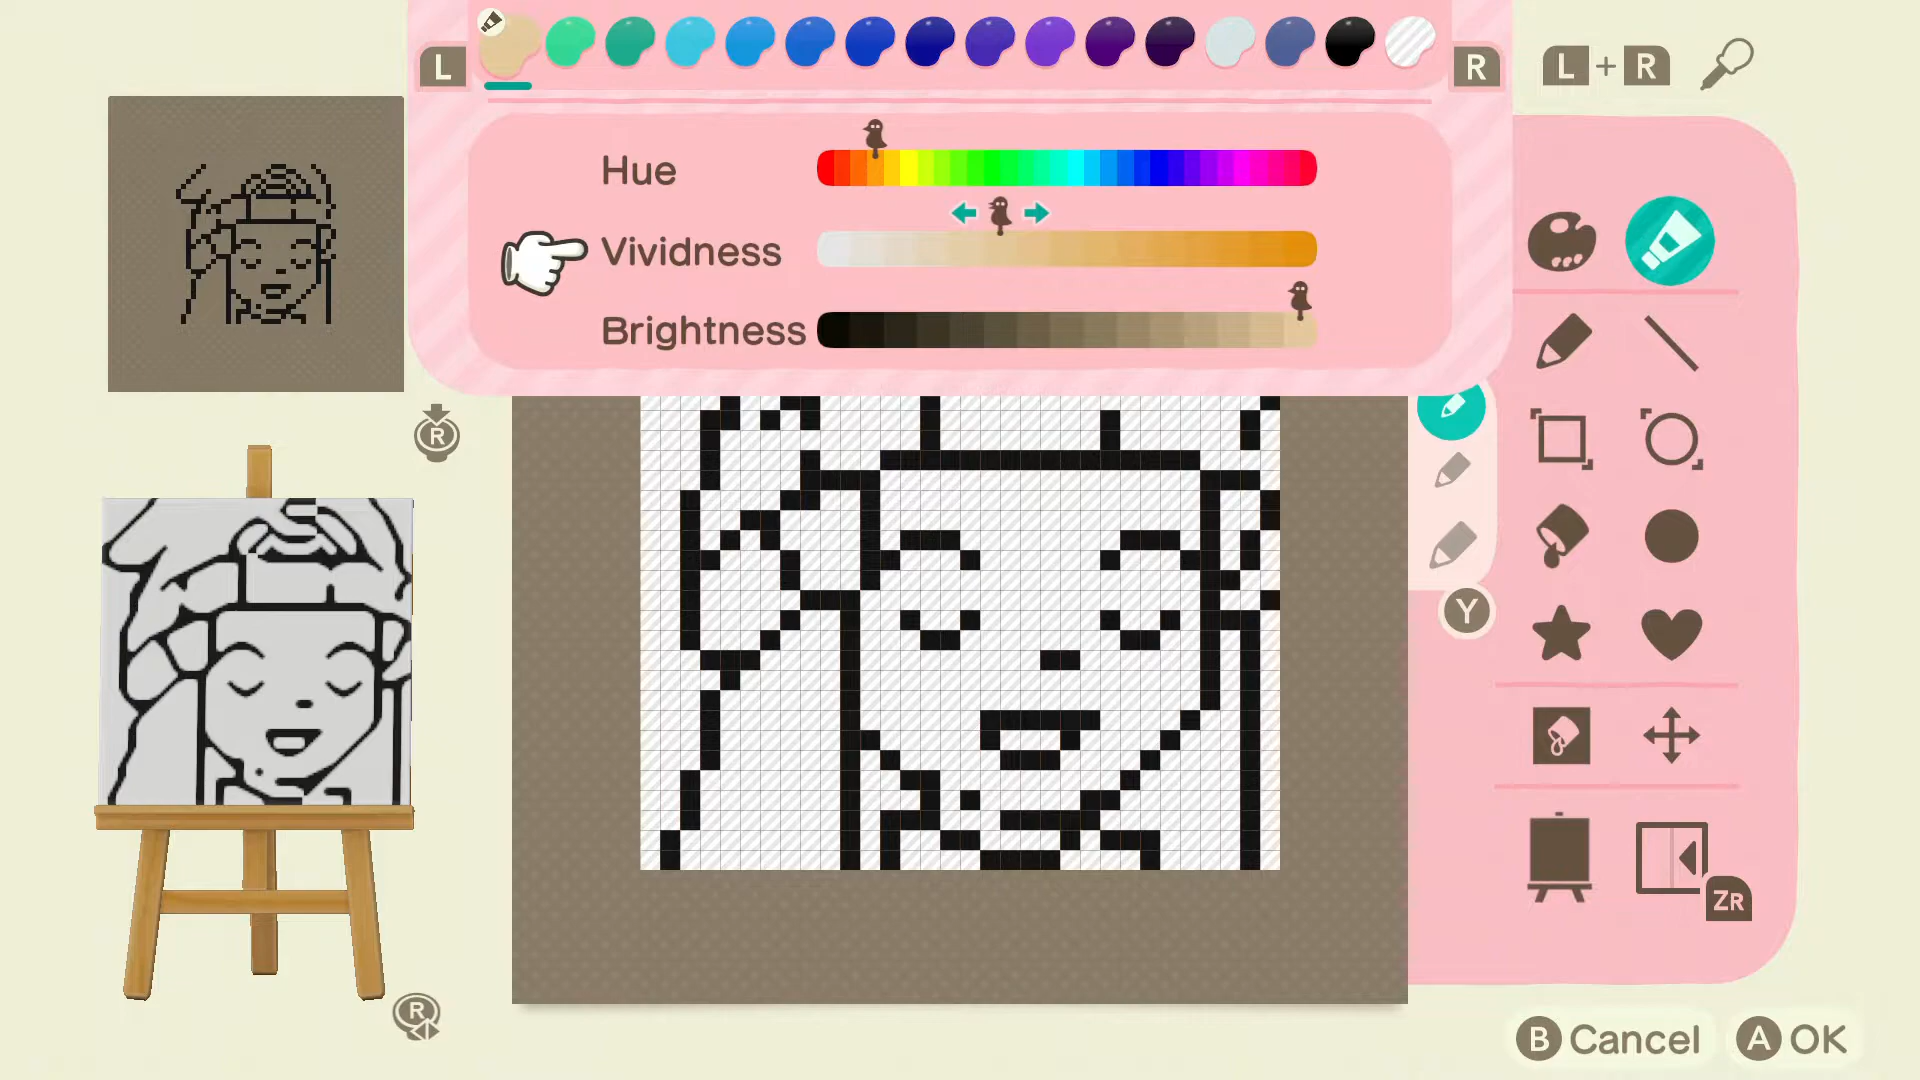 L
R
L + R
Hue
Vividness
Brightness
R
Y
ZR
R
B Cancel
A OK